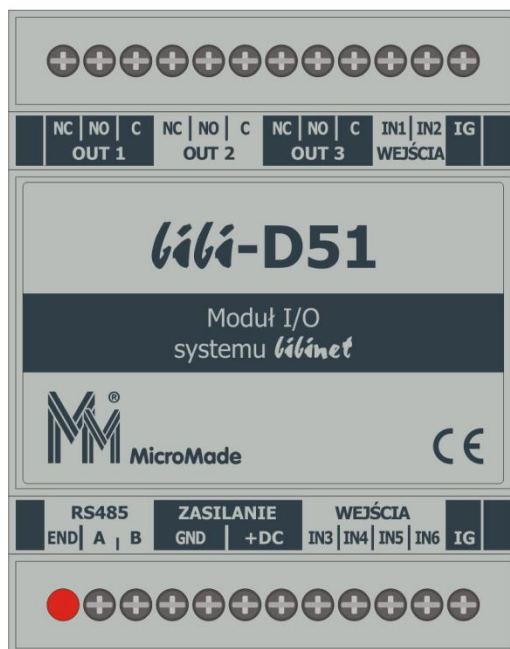 NC NO C NC NO C NC NO C IN1 IN2 IG
OUT 1 OUT 2 OUT 3 WEJŚCIA
bibi-D51
Moduł I/O
systemu bibinet
MM ®
MicroMade
CE
RS485 ZASILANIE WEJŚCIA
END A B GND +DC IN3 IN4 IN5 IN6 IG